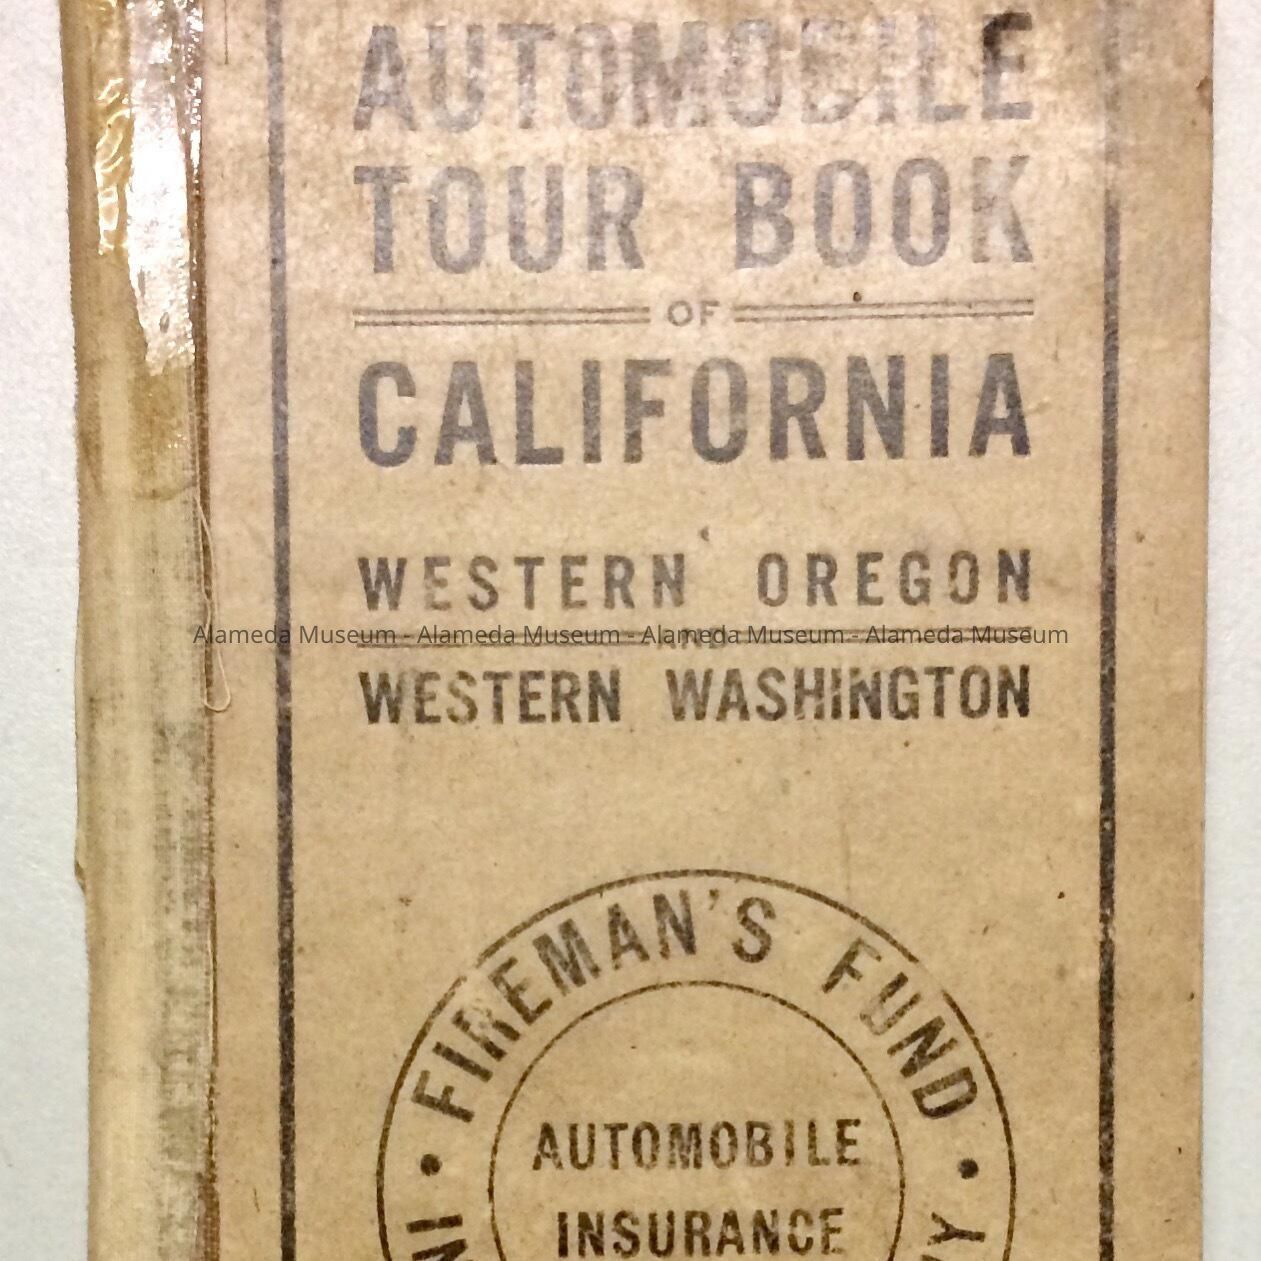 AUTOMOBILE
TOUR BOOK
OF
CALIFORNIA
WESTERN OREGON
AND
WESTERN WASHINGTON
Alameda Museum - Alameda Museum - Alameda Museum - Alameda Museum
• FIREMAN'S FUND •
AUTOMOBILE
INSURANCE